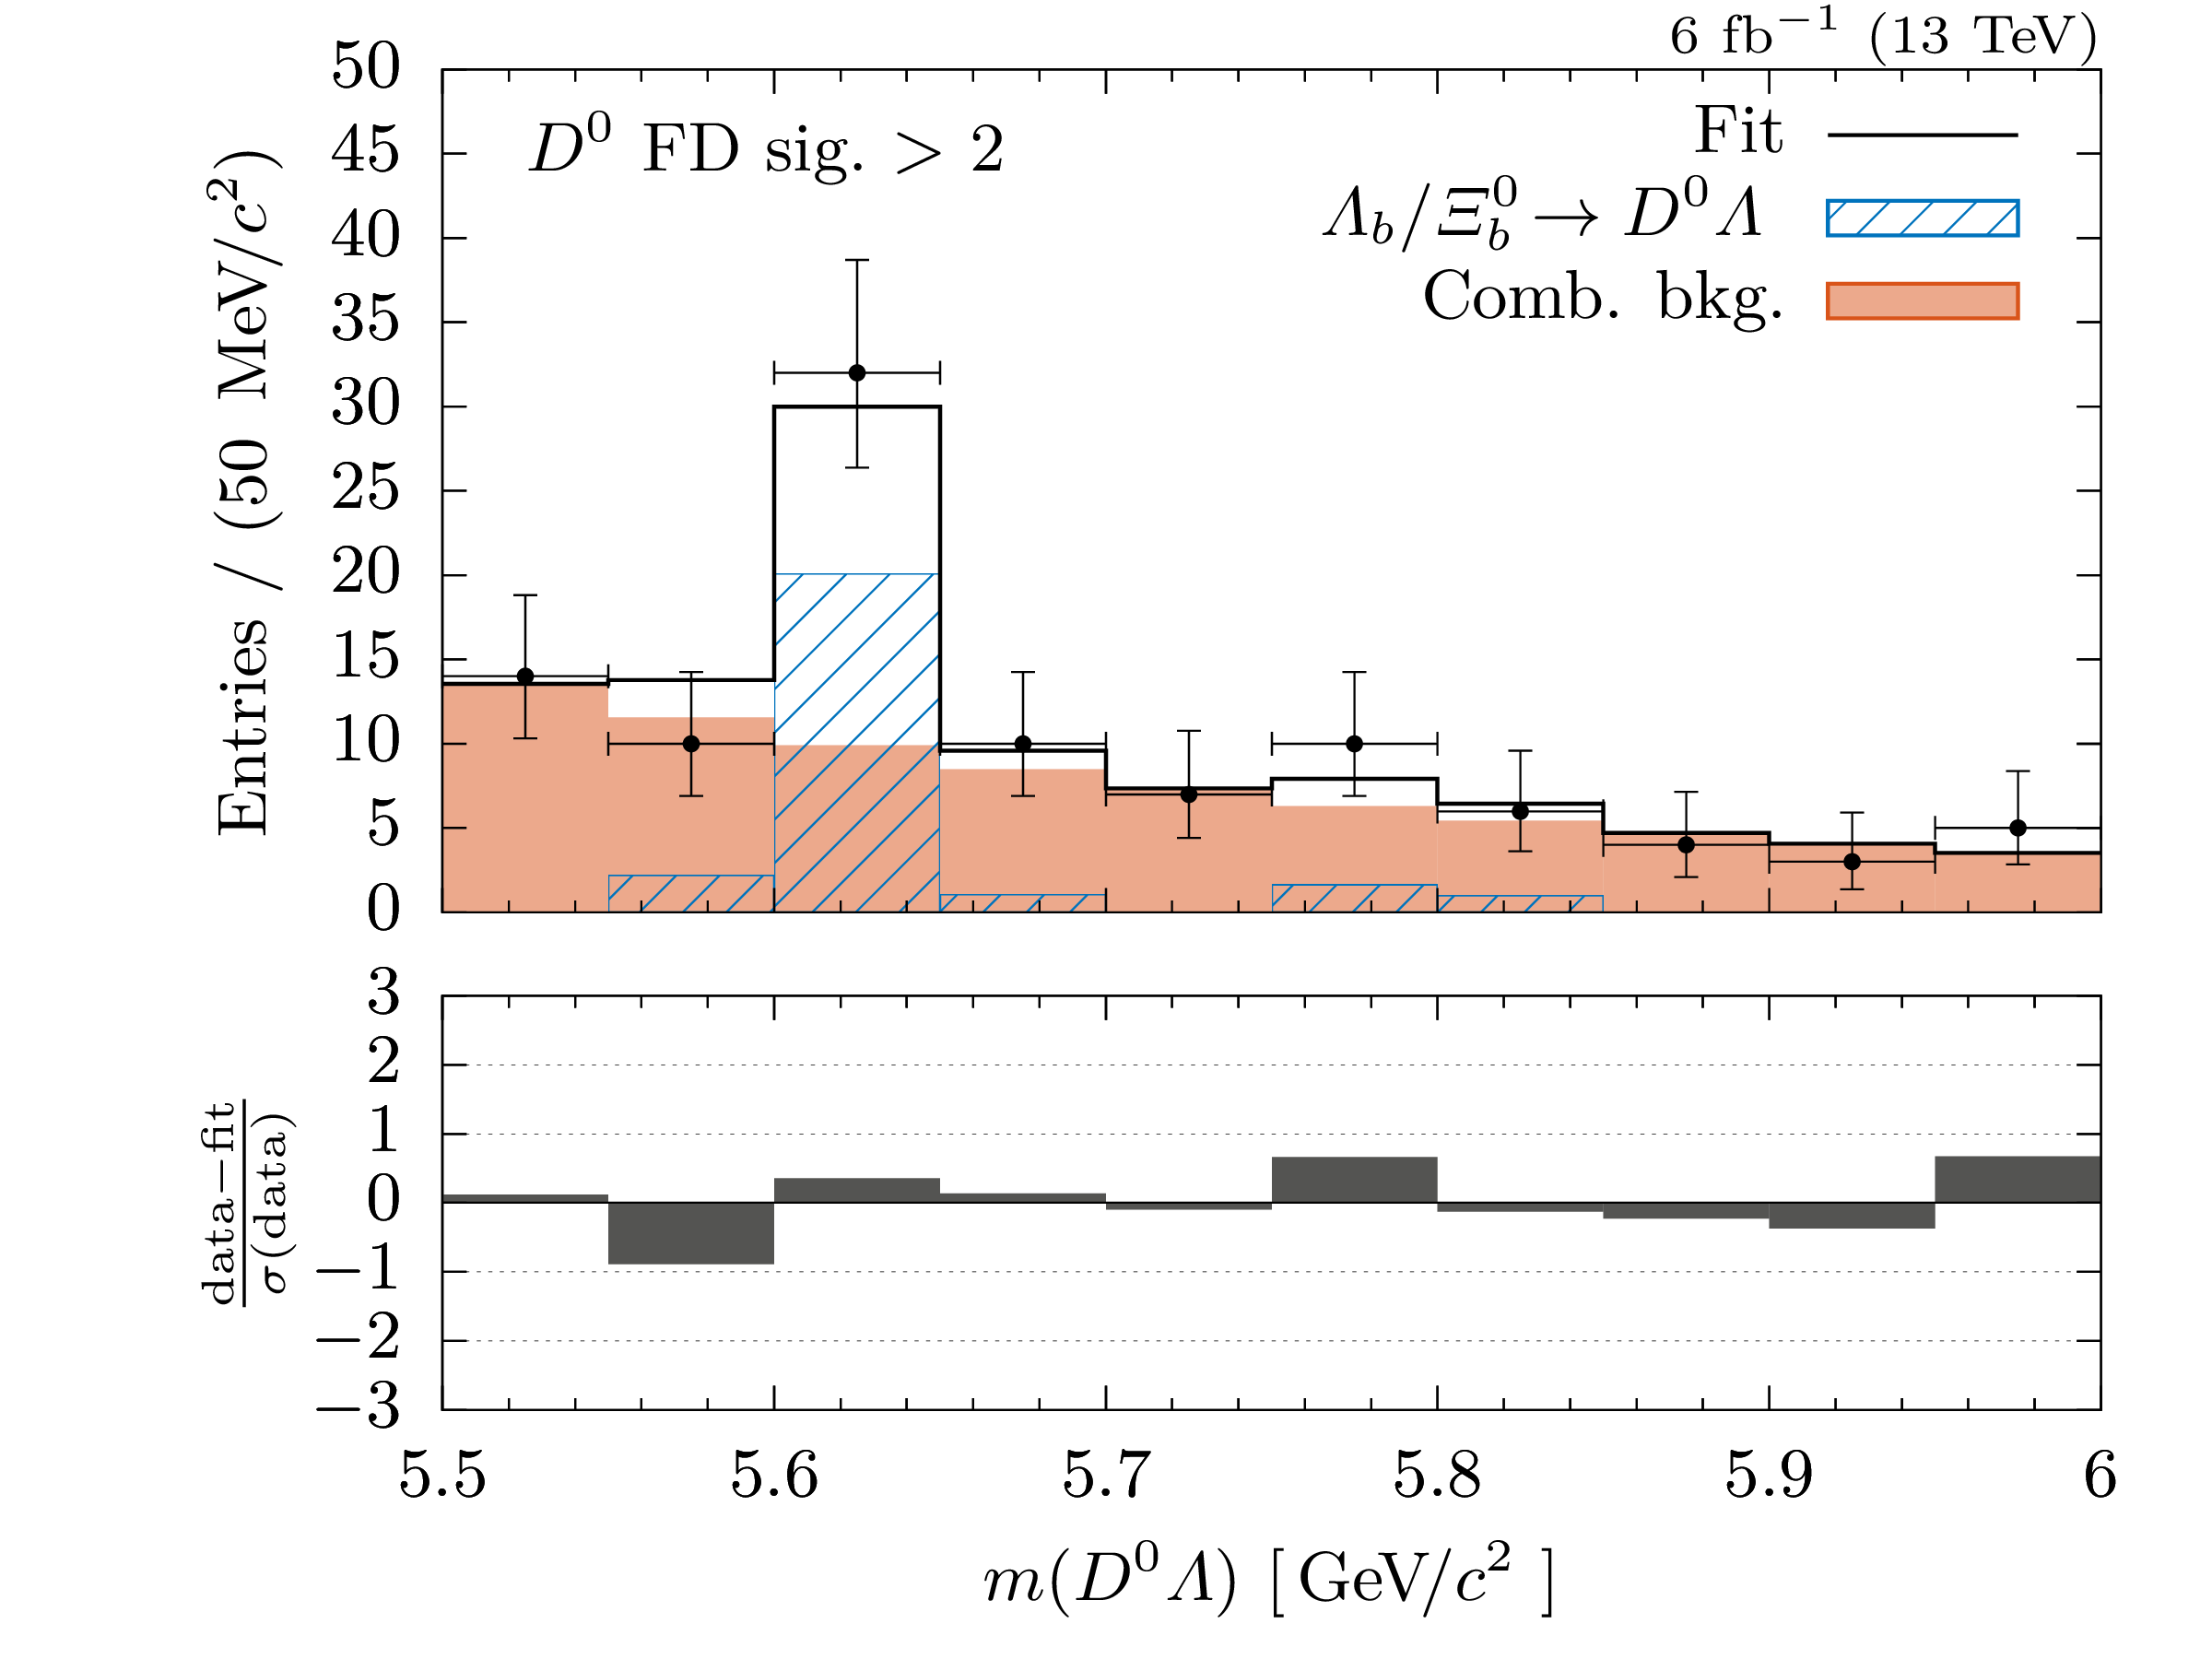 6 fb⁻¹ (13 TeV)
D⁰ FD sig. > 2
Fit
Λ_b/Ξ_b⁰ → D⁰Λ
Comb. bkg.
Entries / (50 MeV/c²)
50
45
40
35
30
25
20
15
10
5
0
data−fit
σ(data)
3
2
1
0
−1
−2
−3
5.5 5.6 5.7 5.8 5.9 6
m(D⁰Λ) [GeV/c² ]